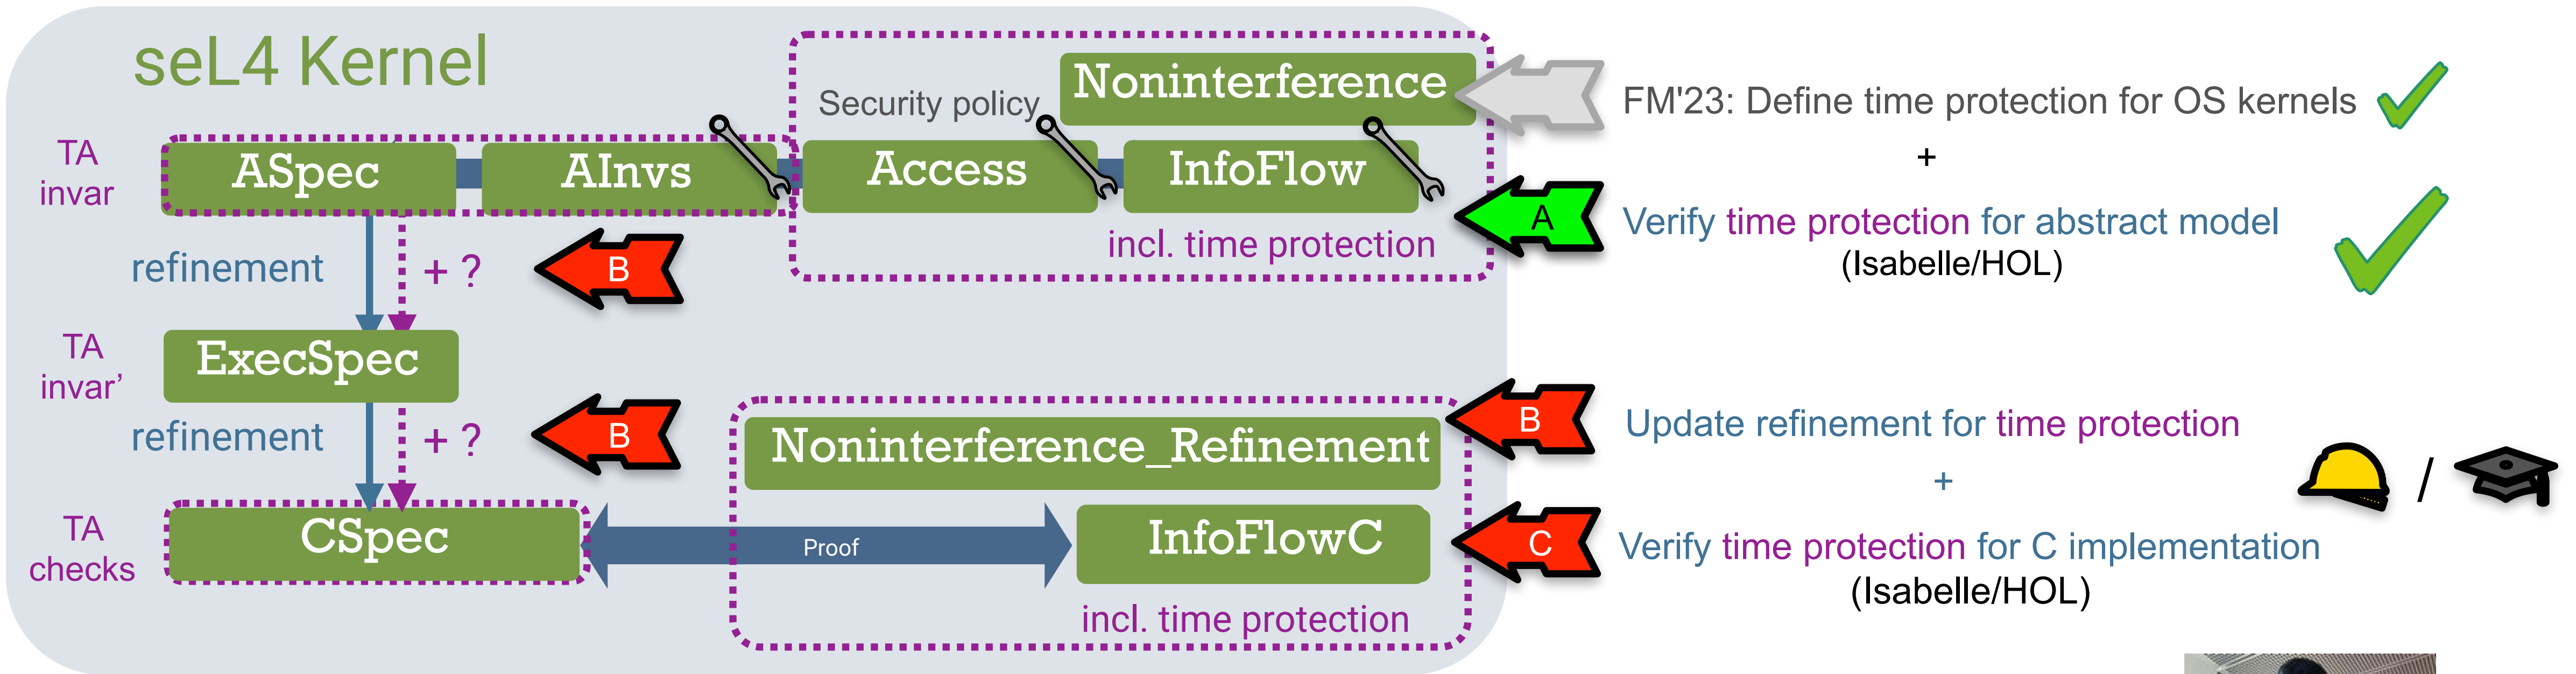 seL4 Kernel
Noninterference
Security policy
FM'23: Define time protection for OS kernels
+
TA
invar
ASpec
AInvs
Access
InfoFlow
A
Verify time protection for abstract model
(Isabelle/HOL)
incl. time protection
refinement
+ ?
B
TA
invar’
ExecSpec
refinement
+ ?
B
Noninterference_Refinement
B
Update refinement for time protection
+
/
TA
checks
CSpec
Proof
InfoFlowC
C
Verify time protection for C implementation
(Isabelle/HOL)
incl. time protection